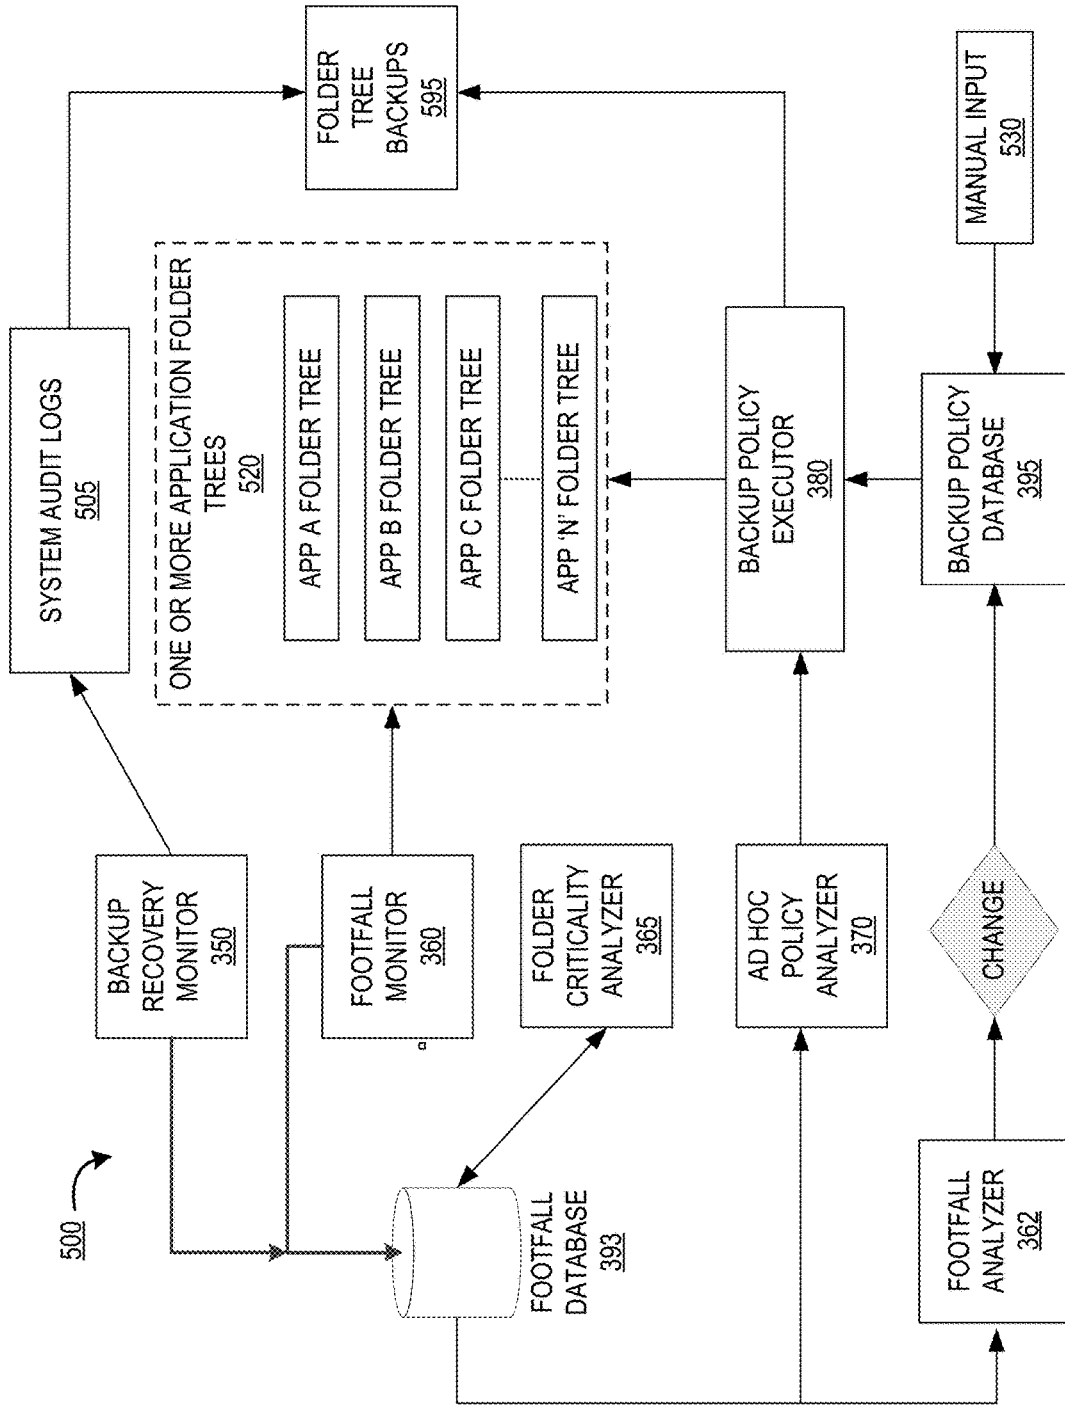 500
BACKUP
RECOVERY
MONITOR
350
SYSTEM AUDIT LOGS
505
FOLDER
TREE
BACKUPS
595
FOOTFALL
MONITOR
360
ONE OR MORE APPLICATION FOLDER
TREES
520
APP A FOLDER TREE
APP B FOLDER TREE
APP C FOLDER TREE
APP 'N' FOLDER TREE
FOOTFALL
DATABASE
393
FOLDER
CRITICALITY
ANALYZER
365
AD HOC
POLICY
ANALYZER
370
BACKUP POLICY
EXECUTOR
380
FOOTFALL
ANALYZER
362
CHANGE
BACKUP POLICY
DATABASE
395
MANUAL INPUT
530